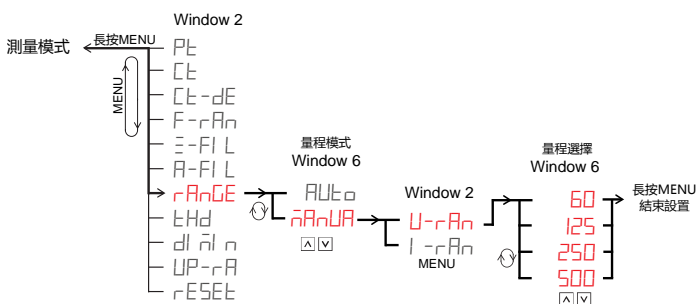 Window 2
測量模式
長按MENU
MENU
Pt
Ct
Ct-dE
F-rAn
Ξ-FIL
A-FIL
rAnGE
tHd
dI mI n
UP-rA
rESEt
量程模式
Window 6
AUto
mAnUA
Window 2
U-rAn
I-rAn
MENU
量程選擇
Window 6
60
125
250
500
長按MENU
結束設置